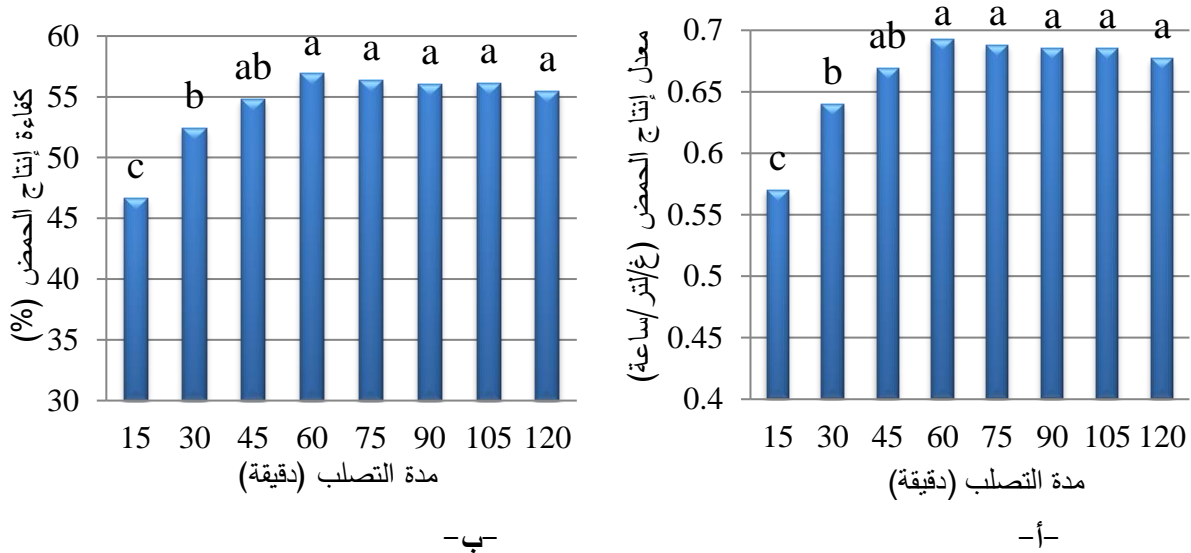 معدل إنتاج الحمض (غ/لتر/ساعة)
0.7
0.65
0.6
0.55
0.5
0.45
0.4
c b ab a a a a a
15 30 45 60 75 90 105 120
مدة التصلب (دقيقة)
-أ-
كفاءة إنتاج الحمض (%)
60
55
50
45
40
35
30
c b ab a a a a a
15 30 45 60 75 90 105 120
مدة التصلب (دقيقة)
-ب-